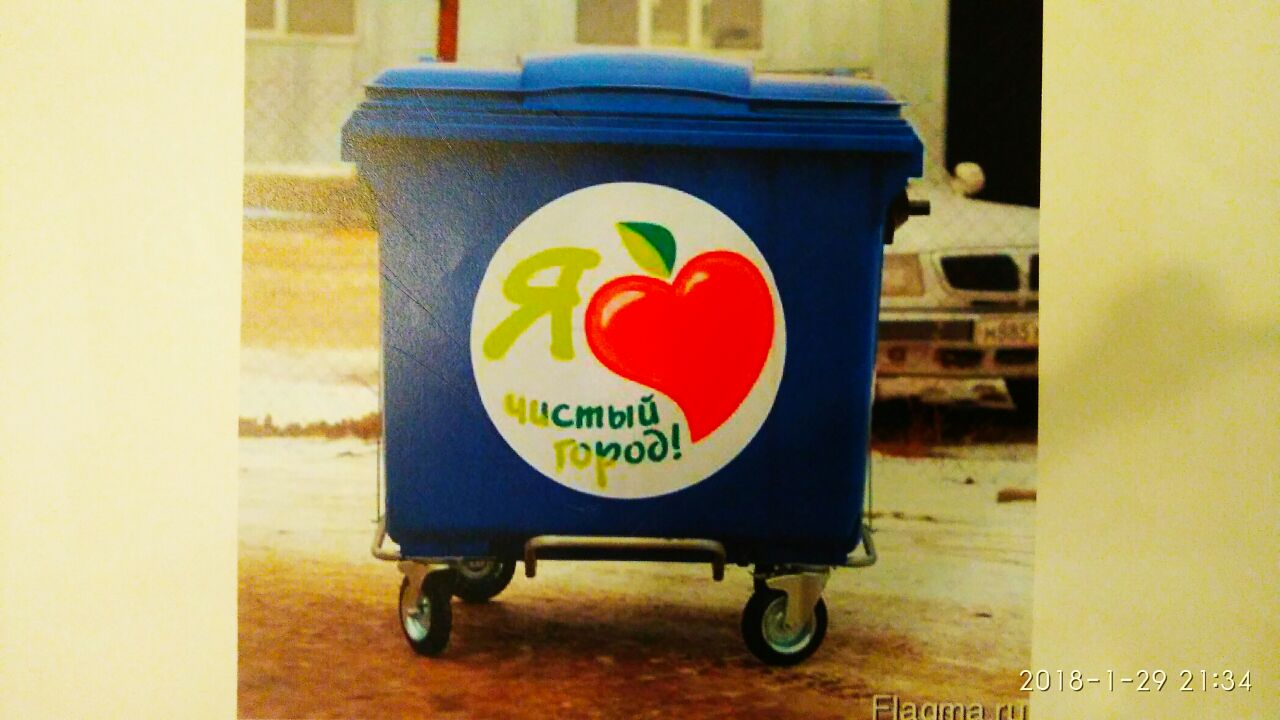 Я
чистый
город!
2018-1-29 21:34
Flagma.ru